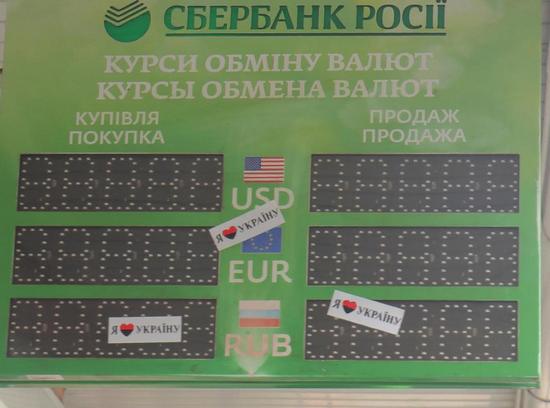 СБЕРБАНК РОСІЇ
КУРСИ ОБМІНУ ВАЛЮТ
КУРСЫ ОБМЕНА ВАЛЮТ
КУПІВЛЯ
ПОКУПКА
ПРОДАЖ
ПРОДАЖА
USD
Я УКРАЇНУ
EUR
Я УКРАЇНУ
RUB
Я УКРАЇНУ